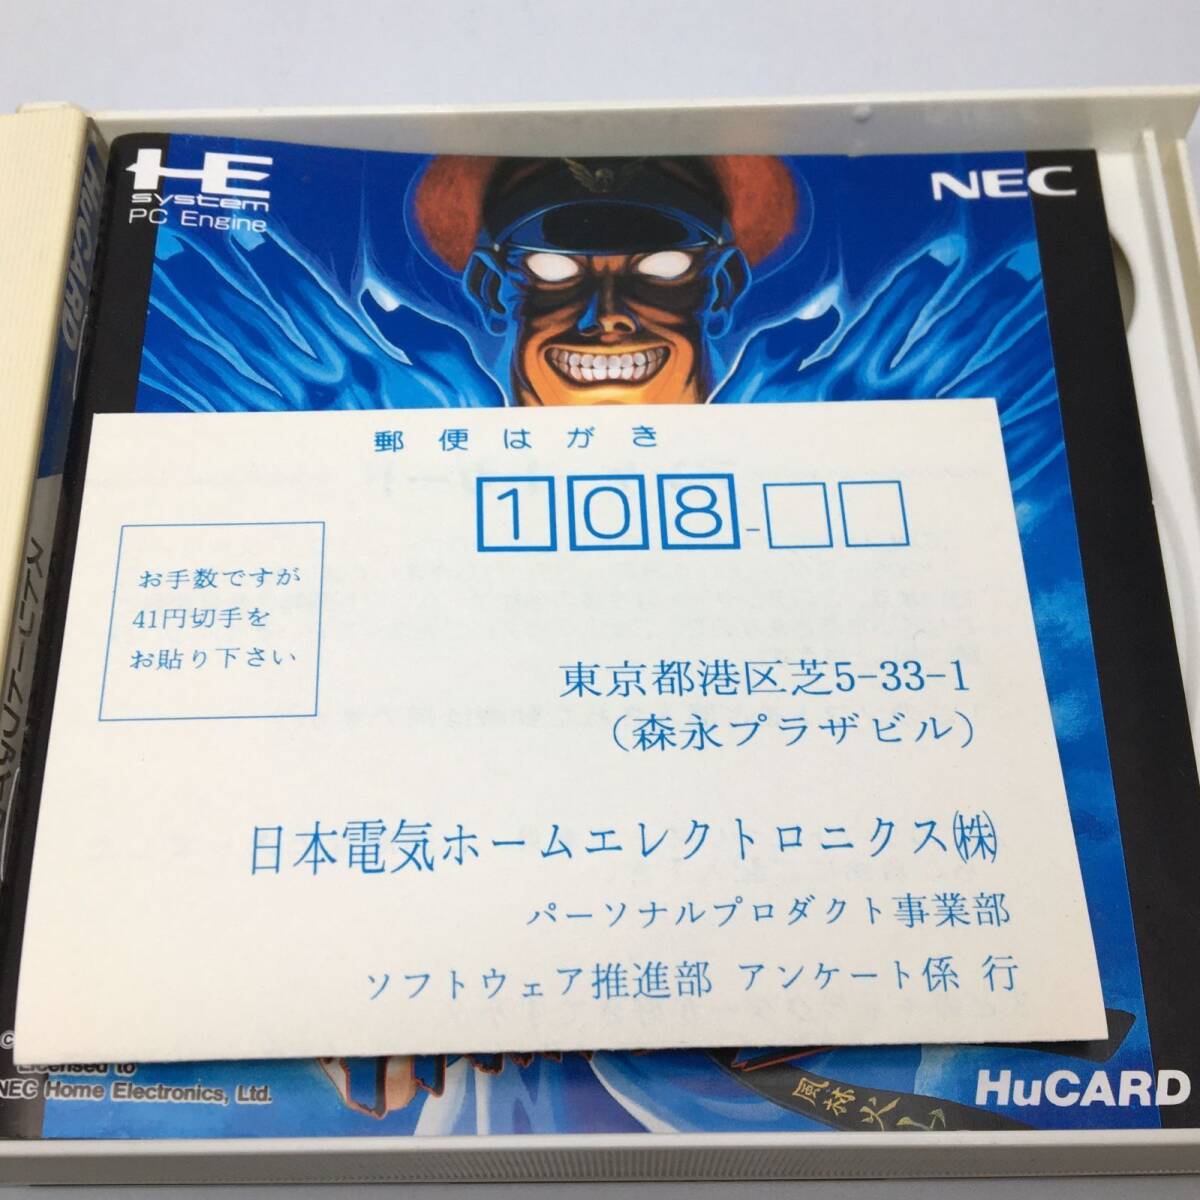 HE
system
PC Engine
NEC
HuCARD
郵便はがき
108-
お手数ですが
41円切手を
お貼り下さい
東京都港区芝5-33-1
(森永プラザビル)
日本電気ホームエレクトロニクス㈱
パーソナルプロダクト事業部
ソフトウェア推進部 アンケート係 行
Licensed to
NEC Home Electronics, Ltd.
風林火山
HuCARD